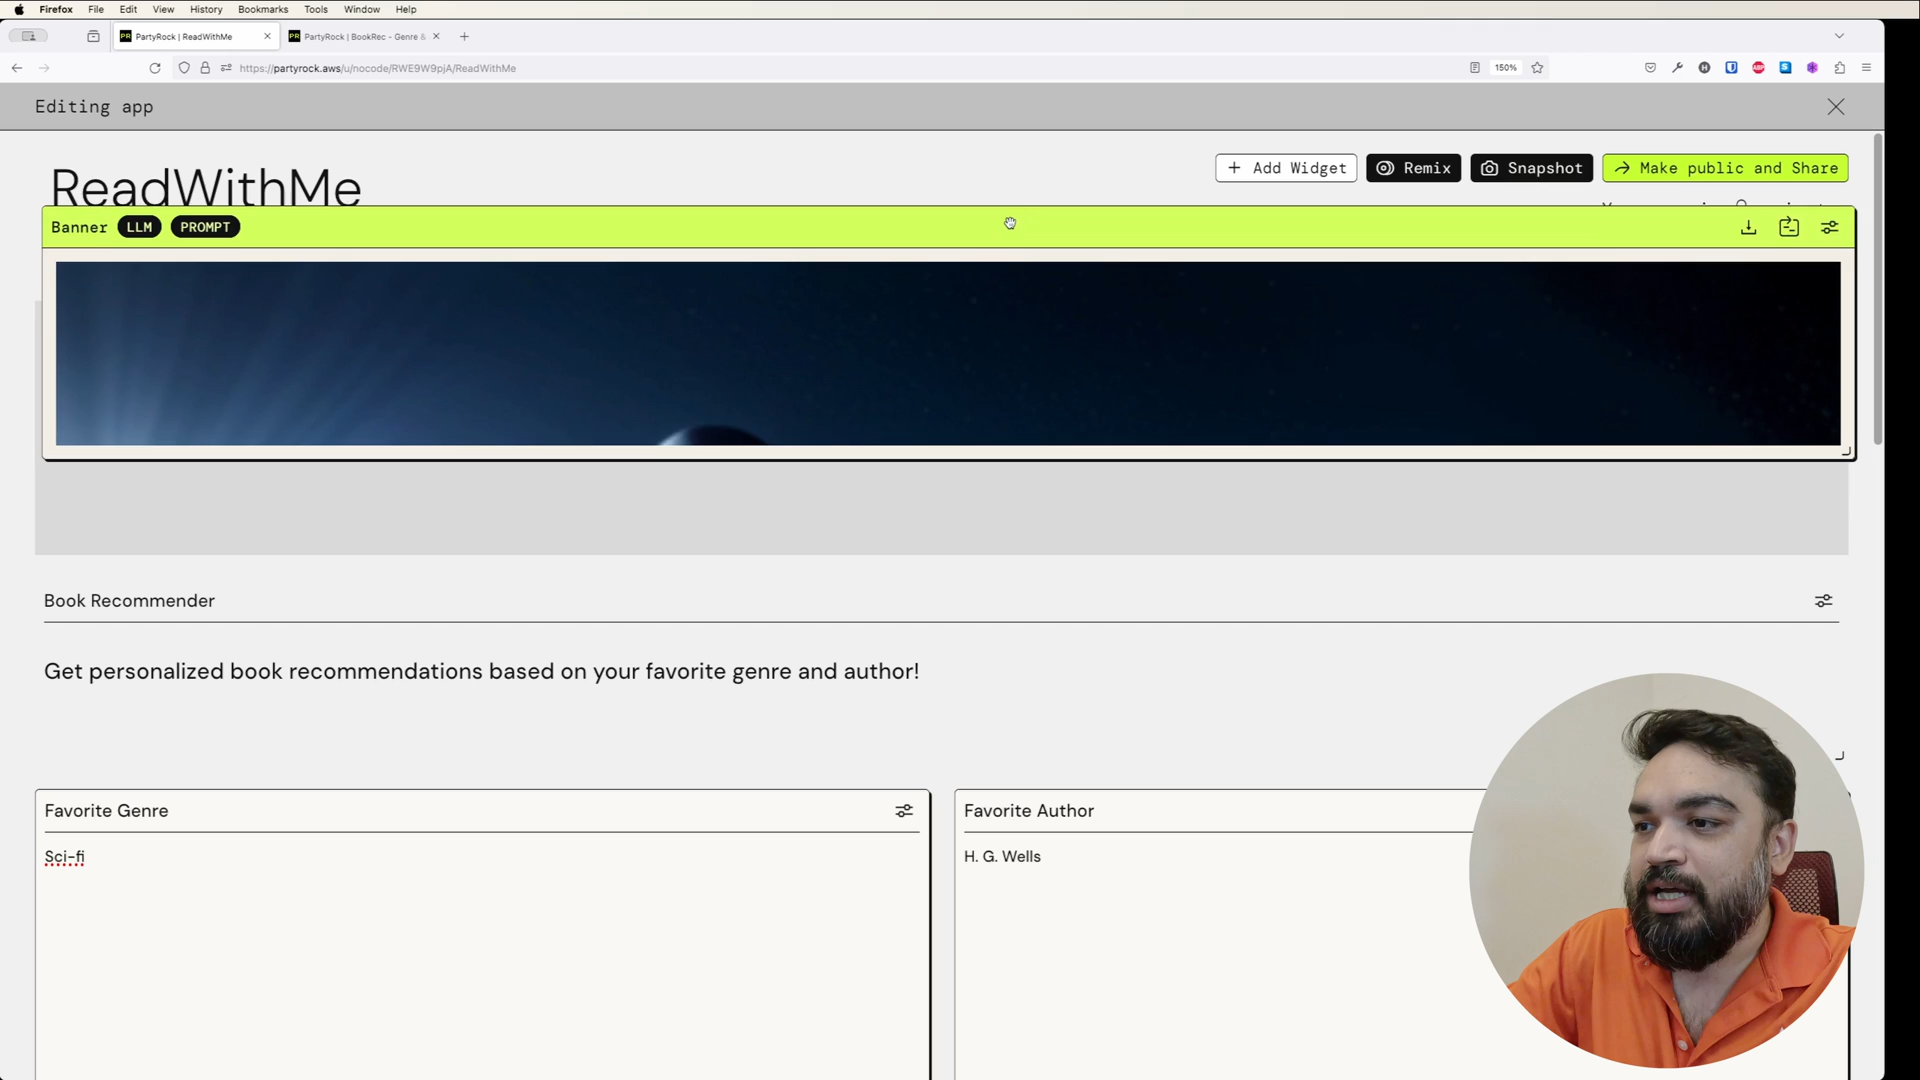 Firefox File Edit View History Bookmarks Tools Window Help
PartyRock | ReadWithMe
PartyRock | BookRec - Genre &
https://partyrock.aws/u/nocode/RWE9W9pjA/ReadWithMe
150%
Editing app
ReadWithMe
Add Widget
Remix
Snapshot
Make public and Share
Banner LLM PROMPT
Book Recommender
Get personalized book recommendations based on your favorite genre and author!
Favorite Genre
Favorite Author
Sci-fi
H. G. Wells